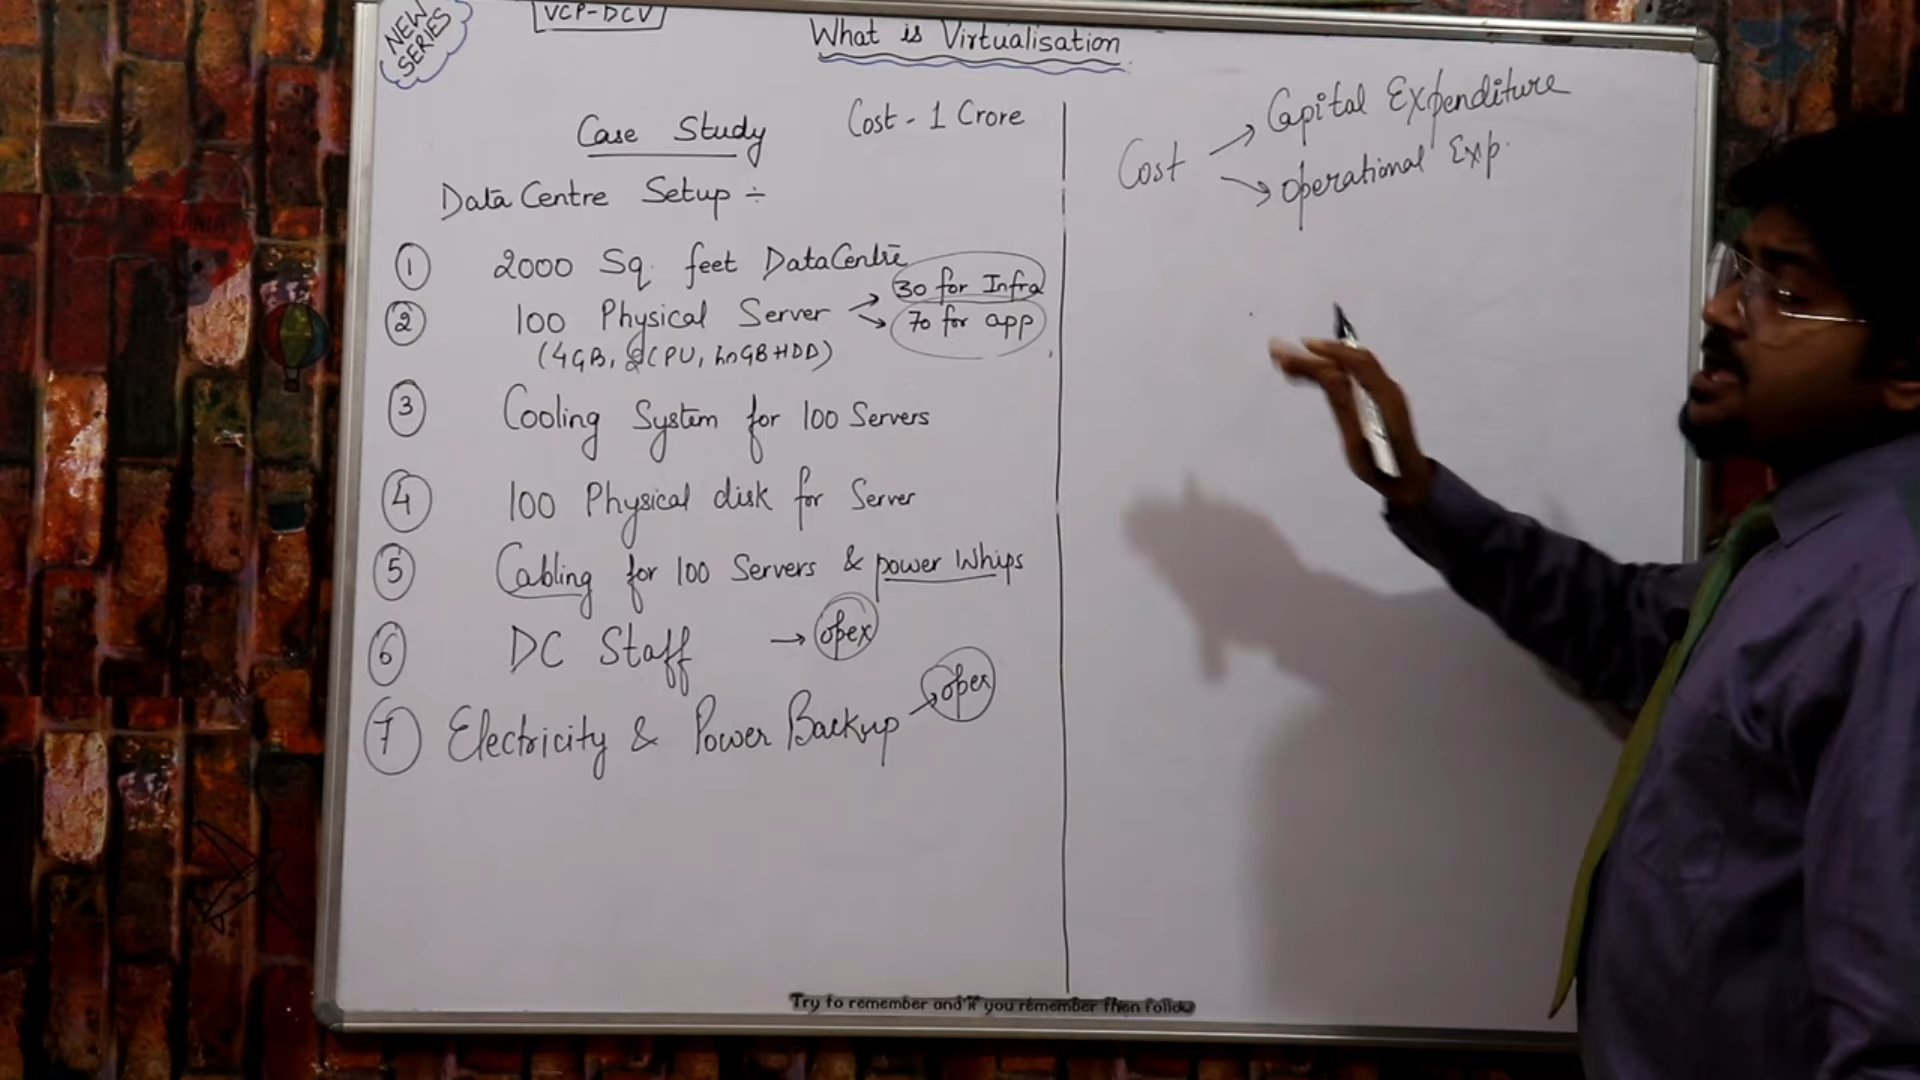 NEW
SERIES
VCP-DCV
What is Virtualisation
Case Study
Cost - 1 Crore
Data Centre Setup ÷
① 2000 Sq. feet DataCentre
② 100 Physical Server
30 for Infra
70 for app
(4GB, 2CPU, GB HDD)
③ Cooling System for 100 Servers
④ 100 Physical disk for Server
⑤ Cabling for 100 Servers & power Whips
⑥ DC Staff → opex
⑦ Electricity & Power Backup → opex
Cost
Capital Expenditure
operational Exp.
Try to remember and if you remember then follow